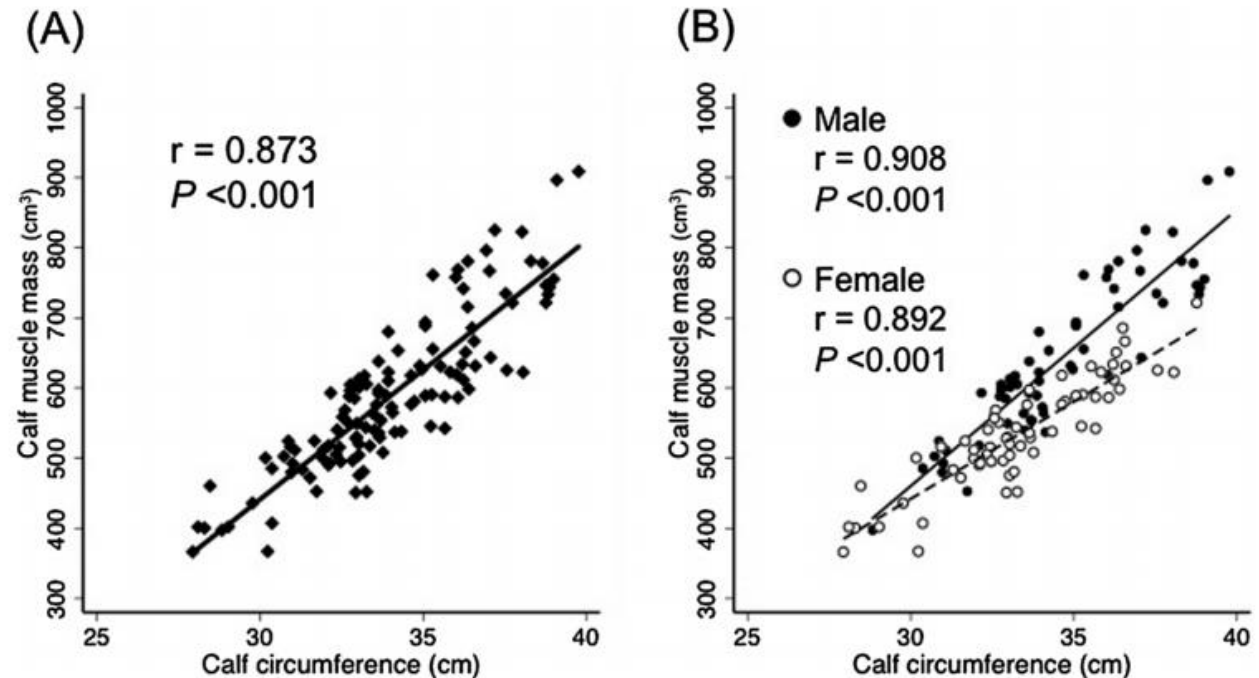 (A)
r = 0.873
P <0.001
Calf muscle mass (cm³)
1000
900
800
700
600
500
400
300
25 30 35 40
Calf circumference (cm)
(B)
● Male
r = 0.908
P <0.001
○ Female
r = 0.892
P <0.001
Calf muscle mass (cm³)
1000
900
800
700
600
500
400
300
25 30 35 40
Calf circumference (cm)